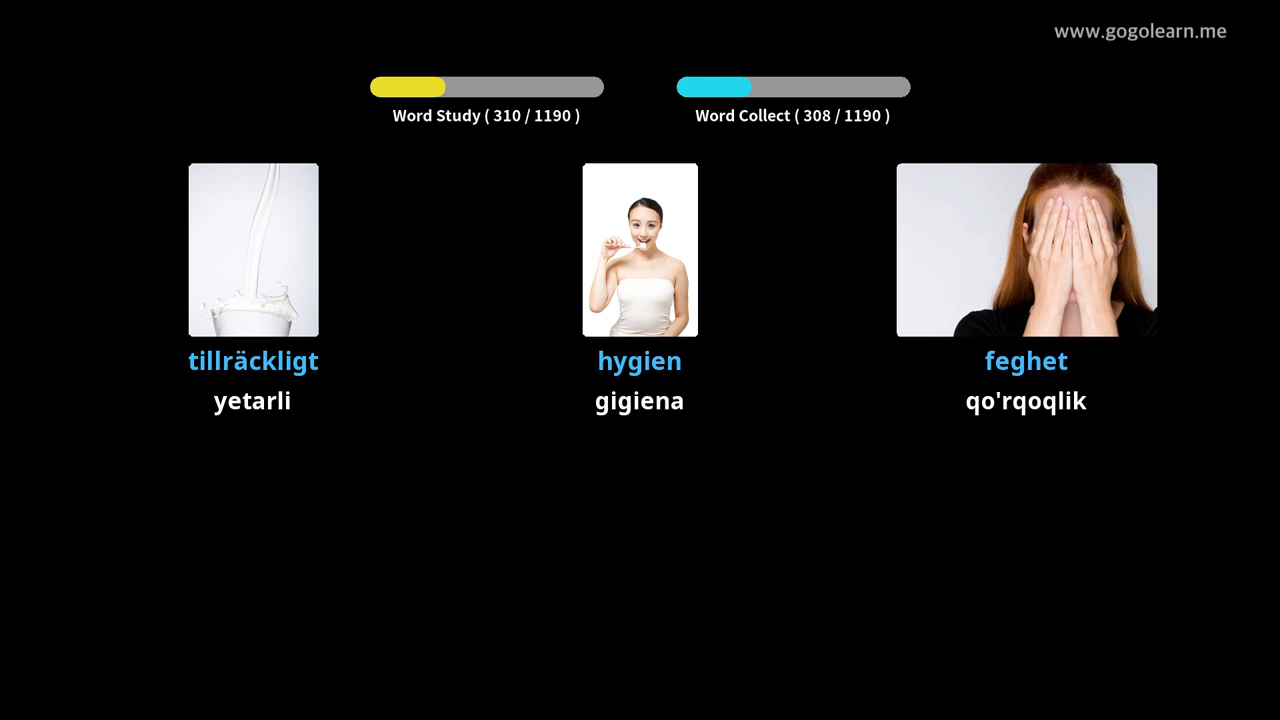 www.gogolearn.me
Word Study ( 310 / 1190 )
Word Collect ( 308 / 1190 )
tillräckligt
hygien
feghet
yetarli
gigiena
qo'rqoqlik